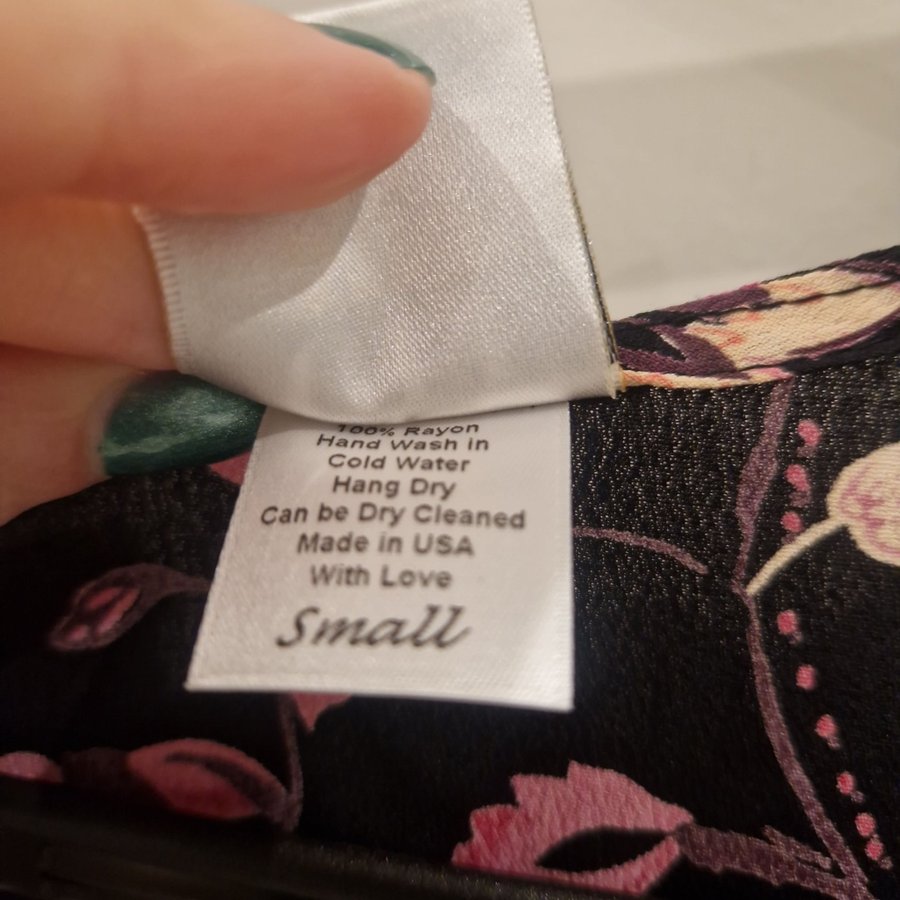 100% Rayon
Hand Wash in
Cold Water
Hang Dry
Can be Dry Cleaned
Made in USA
With Love
Small